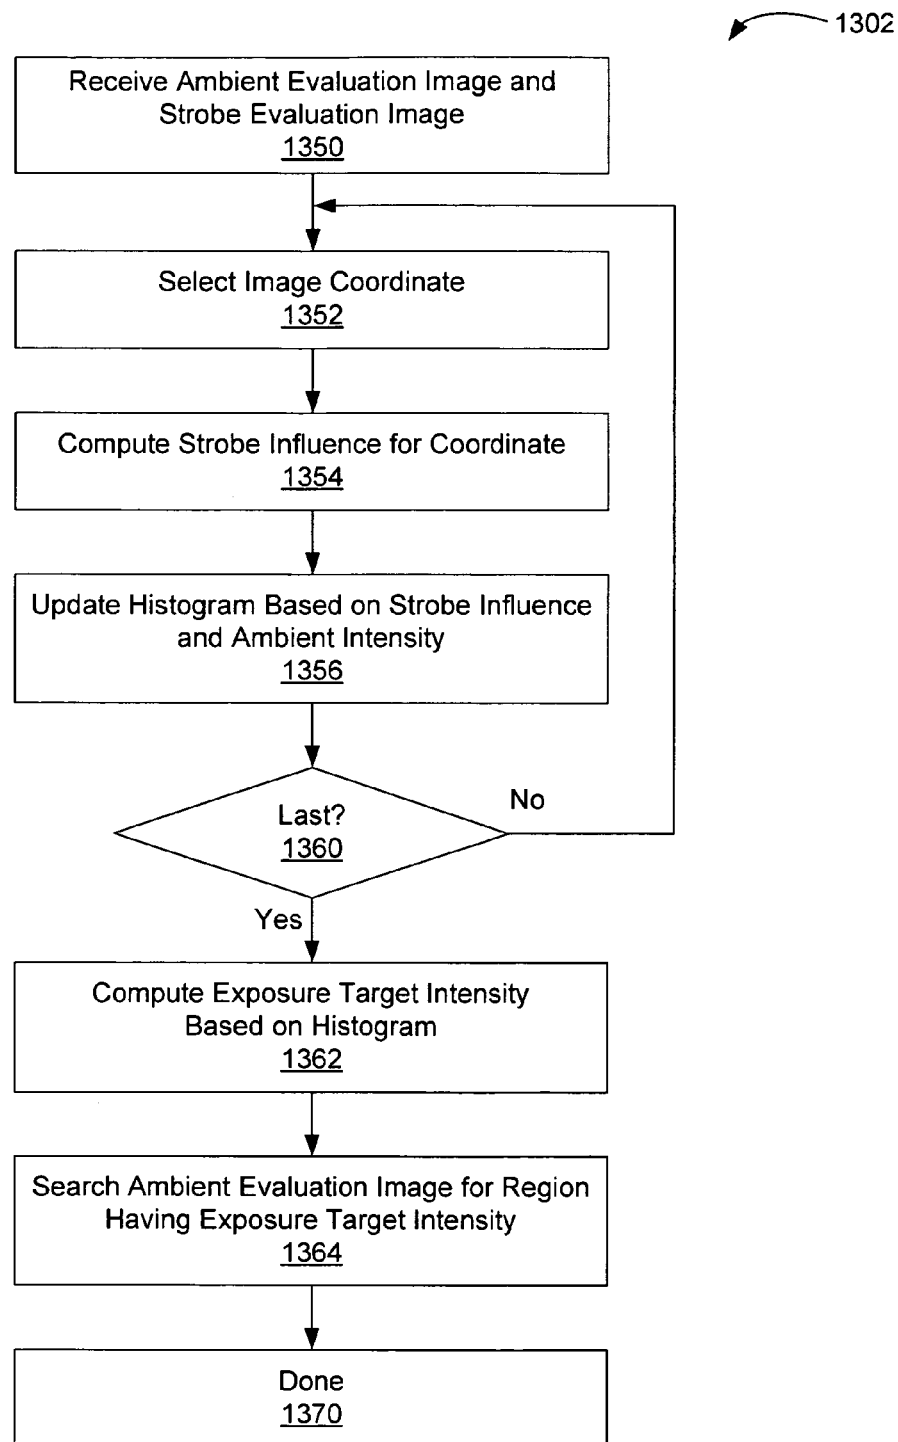 1302
Receive Ambient Evaluation Image and
Strobe Evaluation Image
1350
Select Image Coordinate
1352
Compute Strobe Influence for Coordinate
1354
Update Histogram Based on Strobe Influence
and Ambient Intensity
1356
Last?
1360
No
Yes
Compute Exposure Target Intensity
Based on Histogram
1362
Search Ambient Evaluation Image for Region
Having Exposure Target Intensity
1364
Done
1370